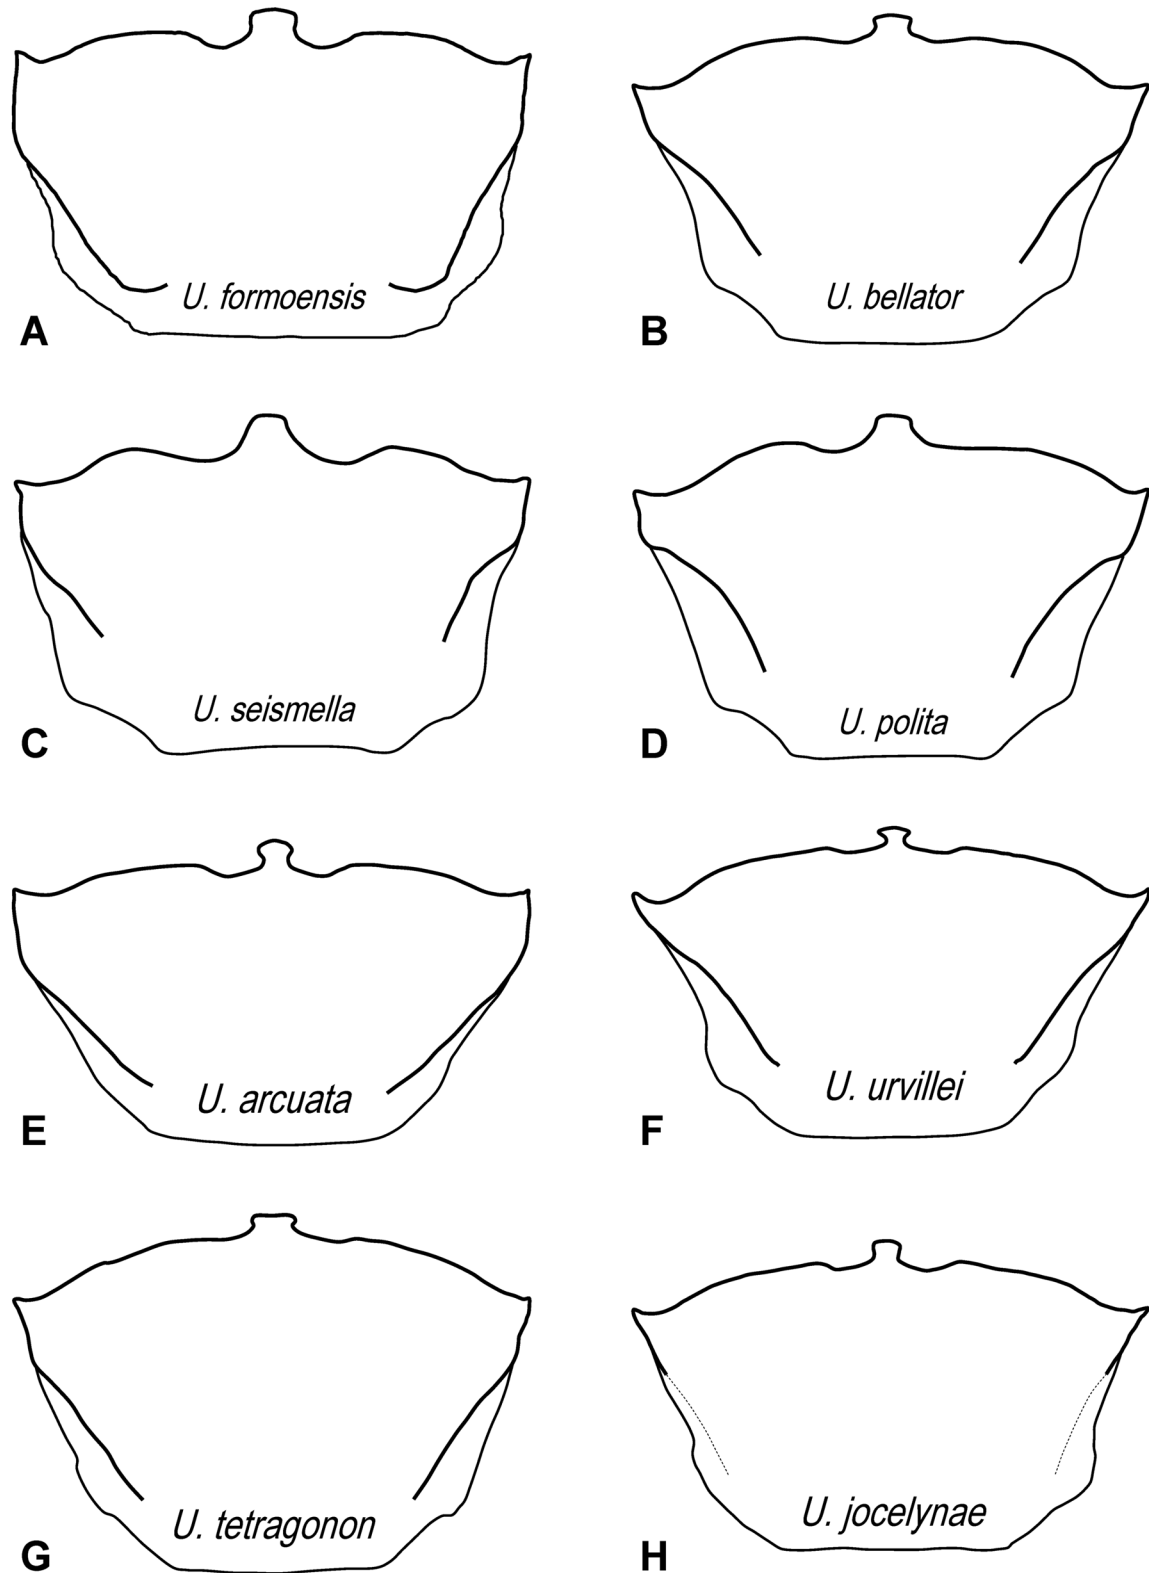 U. formoensis
A
U. bellator
B
U. seismella
C
U. polita
D
U. arcuata
E
U. urvillei
F
U. tetragonon
G
U. jocelynae
H